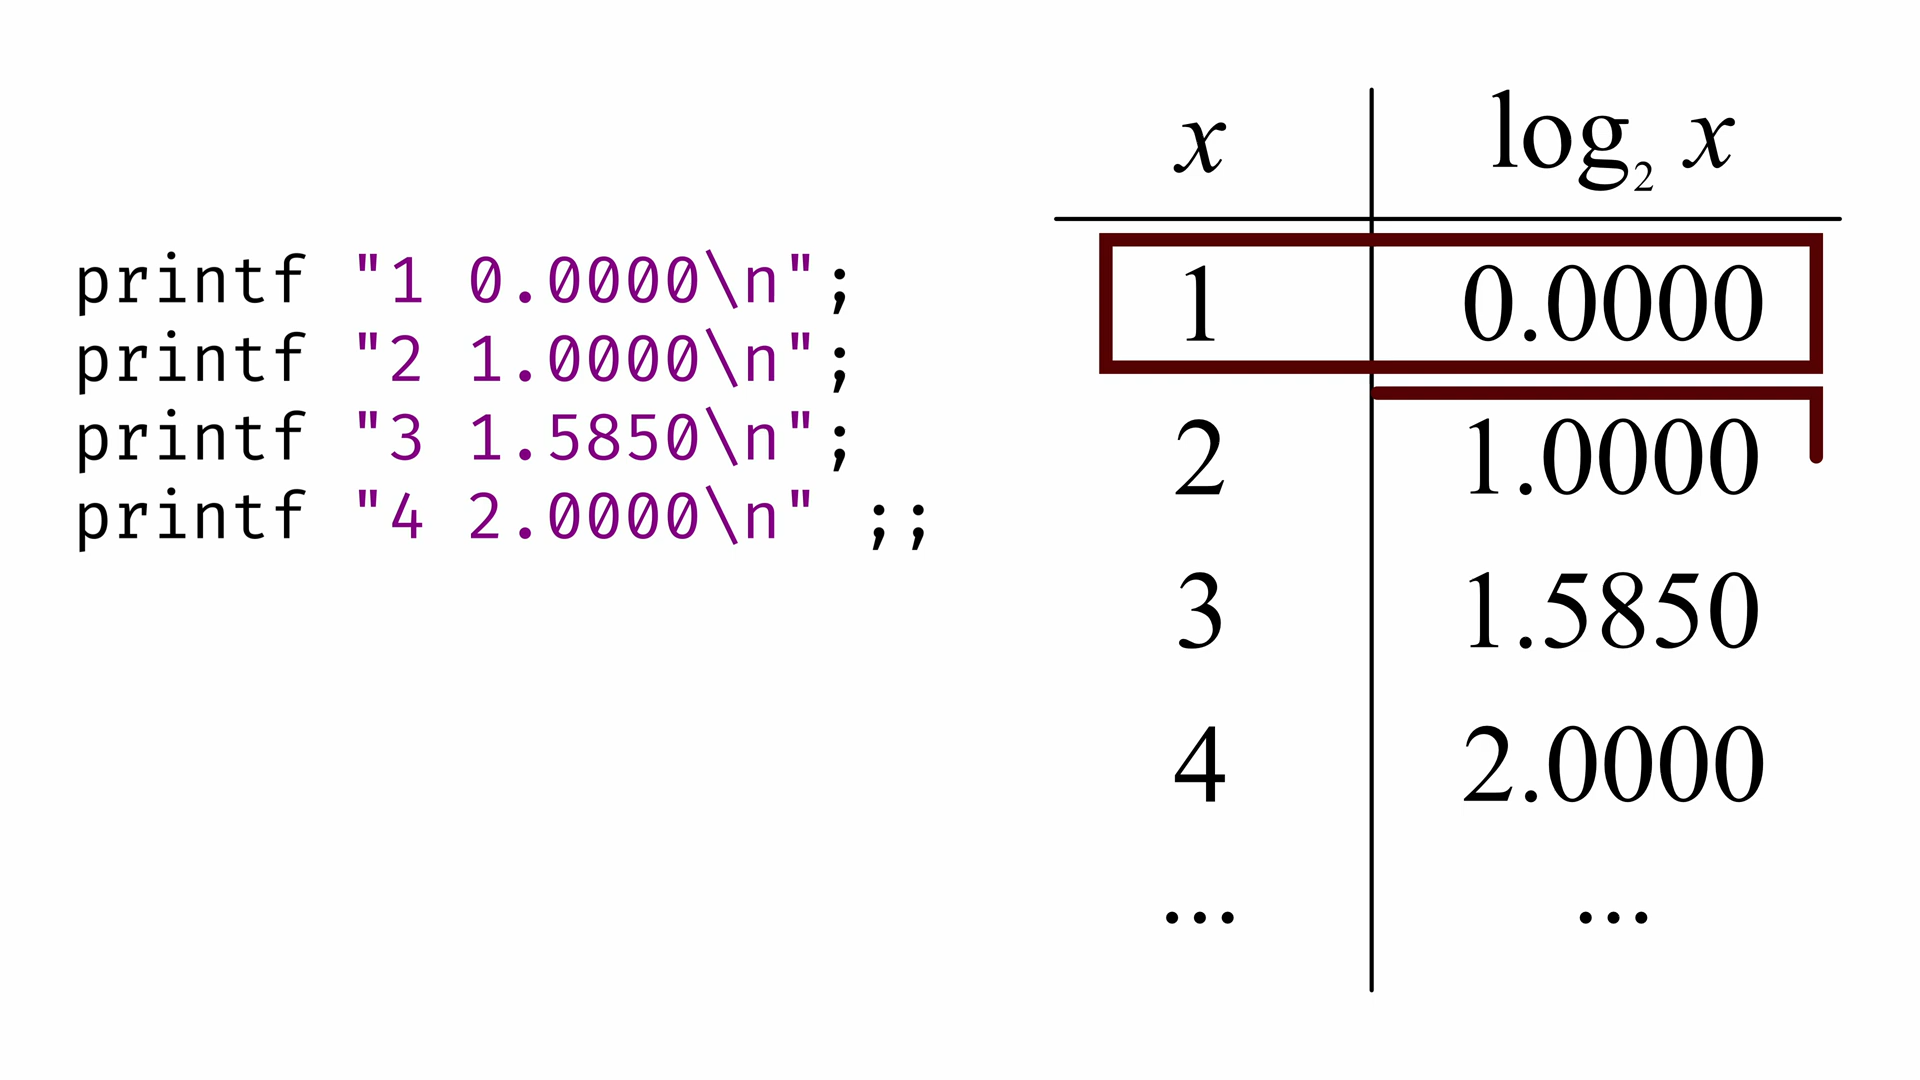 printf "1 0.0000\n";
printf "2 1.0000\n";
printf "3 1.5850\n";
printf "4 2.0000\n" ;;
x log₂ x
1 0.0000
2 1.0000
3 1.5850
4 2.0000
... ...